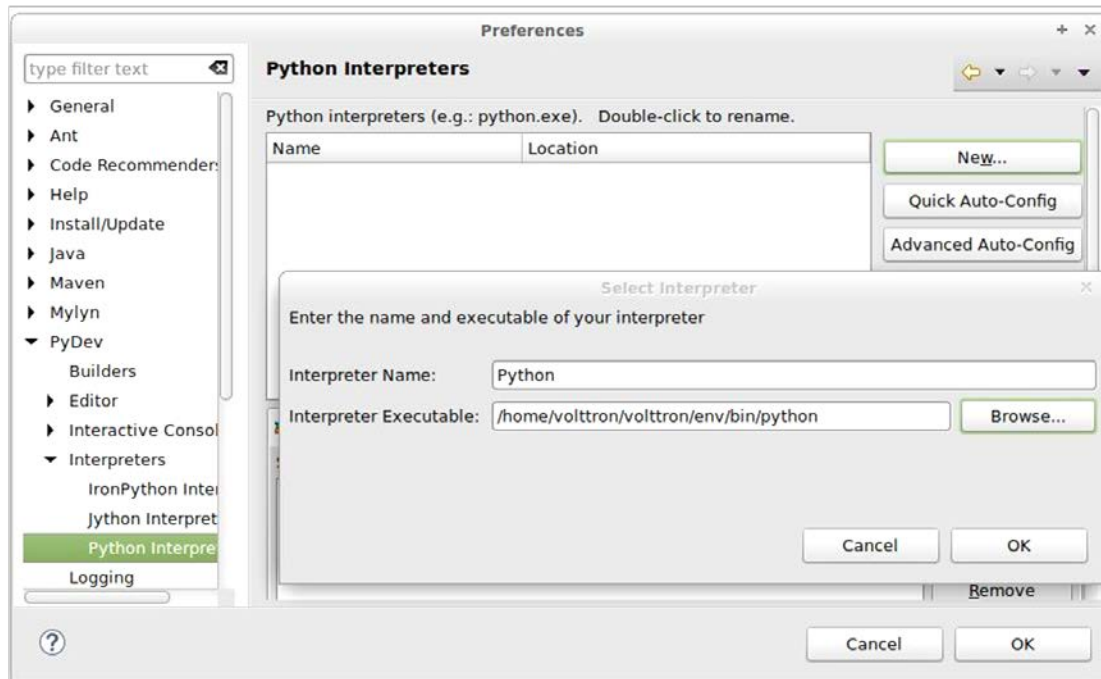 Preferences
type filter text
Python Interpreters
General
Ant
Code Recommenders
Help
Install/Update
Java
Maven
Mylyn
PyDev
Builders
Editor
Interactive Consol
Interpreters
IronPython Inter
Jython Interpret
Python Interpre
Logging
Python interpreters (e.g.: python.exe). Double-click to rename.
Name Location
New...
Quick Auto-Config
Advanced Auto-Config
Select Interpreter
Enter the name and executable of your interpreter
Interpreter Name: Python
Interpreter Executable: /home/volttron/volttron/env/bin/python Browse...
Cancel OK
Remove
? Cancel OK